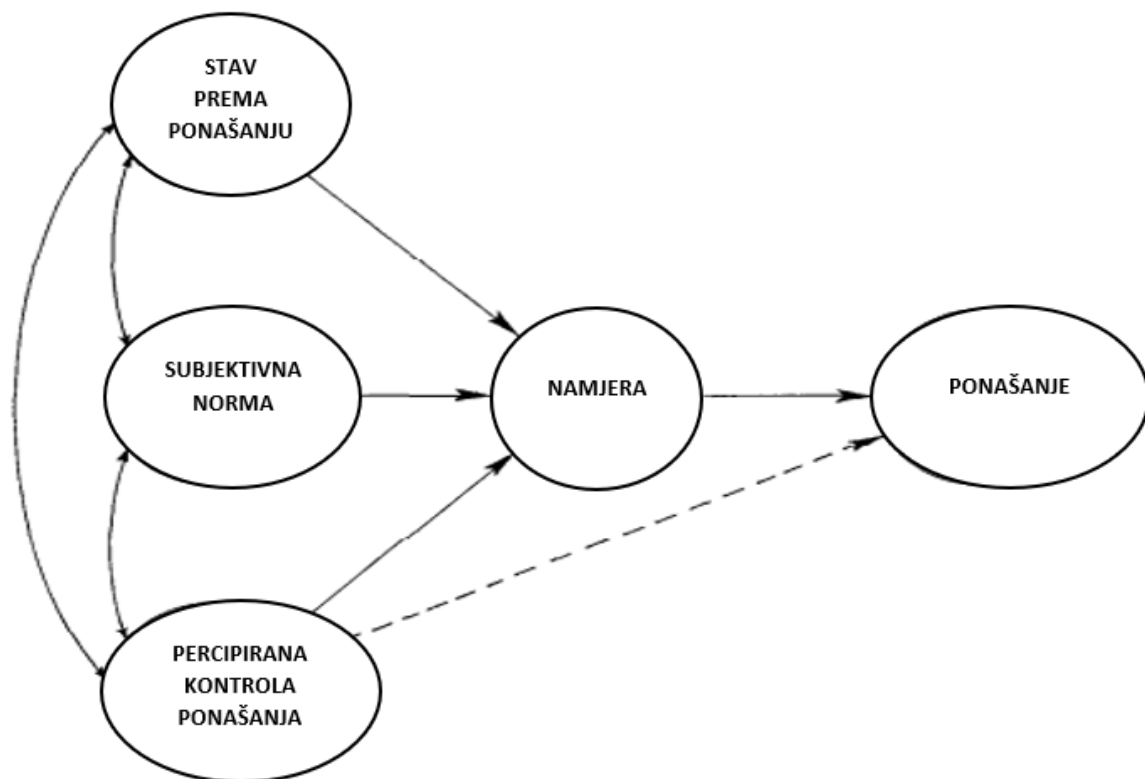 STAV
PREMA
PONAŠANJU
SUBJEKTIVNA
NORMA
NAMJERA
PONAŠANJE
PERCIPIRANA
KONTROLA
PONAŠANJA